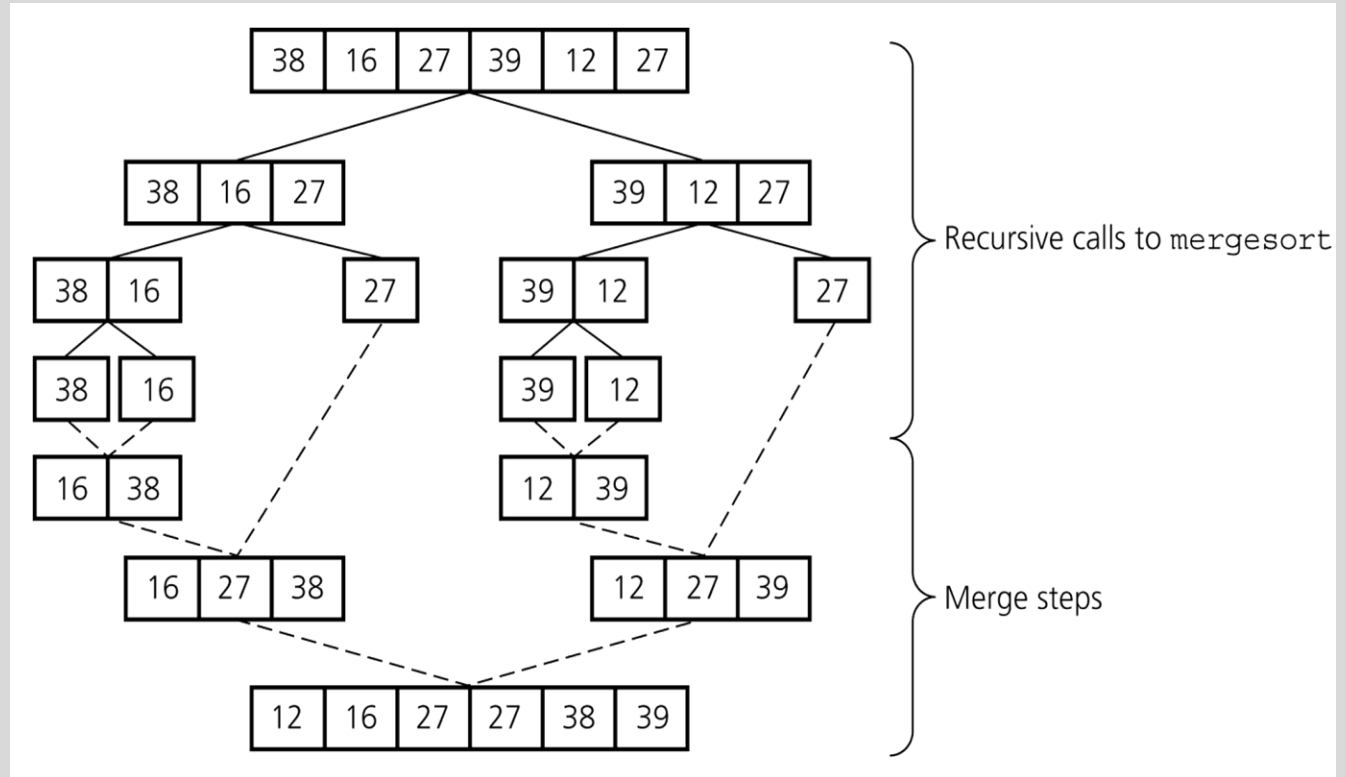 38 16 27 39 12 27
38 16 27 39 12 27
Recursive calls to mergesort
38 16 27 39 12 27
38 16 39 12
16 38 12 39
16 27 38 12 27 39
Merge steps
12 16 27 27 38 39